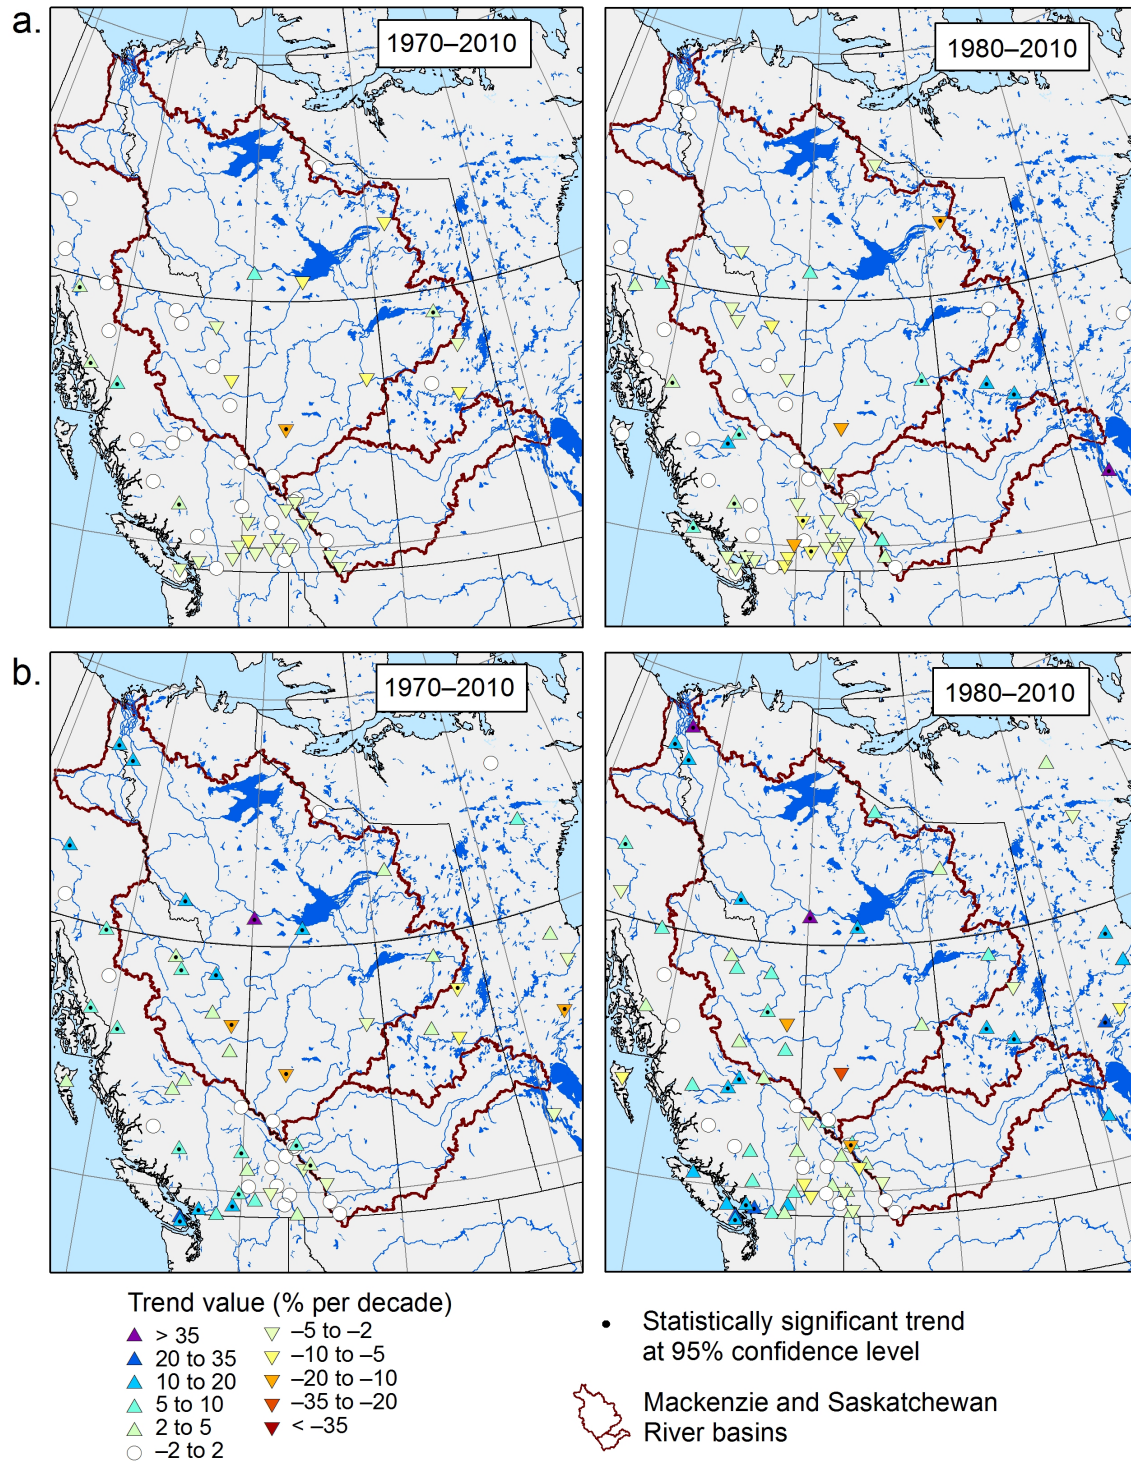 a.
1970–2010
1980–2010
b.
1970–2010
1980–2010
Trend value (% per decade)
> 35
20 to 35
10 to 20
5 to 10
2 to 5
–2 to 2
–5 to –2
–10 to –5
–20 to –10
–35 to –20
< –35
Statistically significant trend
at 95% confidence level
Mackenzie and Saskatchewan
River basins